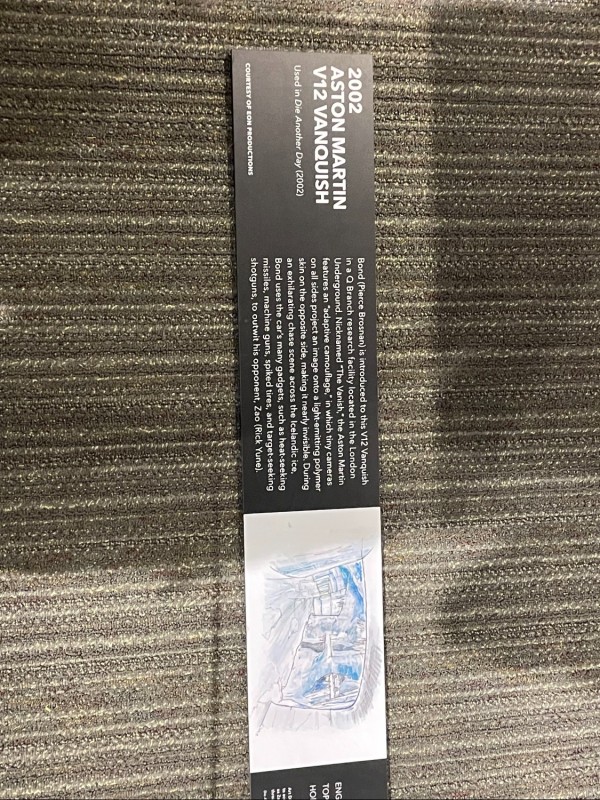 2002
ASTON MARTIN
V12 VANQUISH
Used in Die Another Day (2002)
COURTESY OF EON PRODUCTIONS
Bond (Pierce Brosnan) is introduced to this V12 Vanquish
in a Q Branch research facility located in the London
Underground. Nicknamed "The Vanish," the Aston Martin
features an "adaptive camouflage," in which tiny cameras
on all sides project an image onto a light-emitting polymer
skin on the opposite side, making it nearly invisible. During
an exhilarating chase scene across the Icelandic ice,
Bond uses the car's many gadgets, such as heat-seeking
missiles, machine guns, spiked tires, and target-seeking
shotguns, to outwit his opponent, Zao (Rick Yune).
ENG
TOP
HO